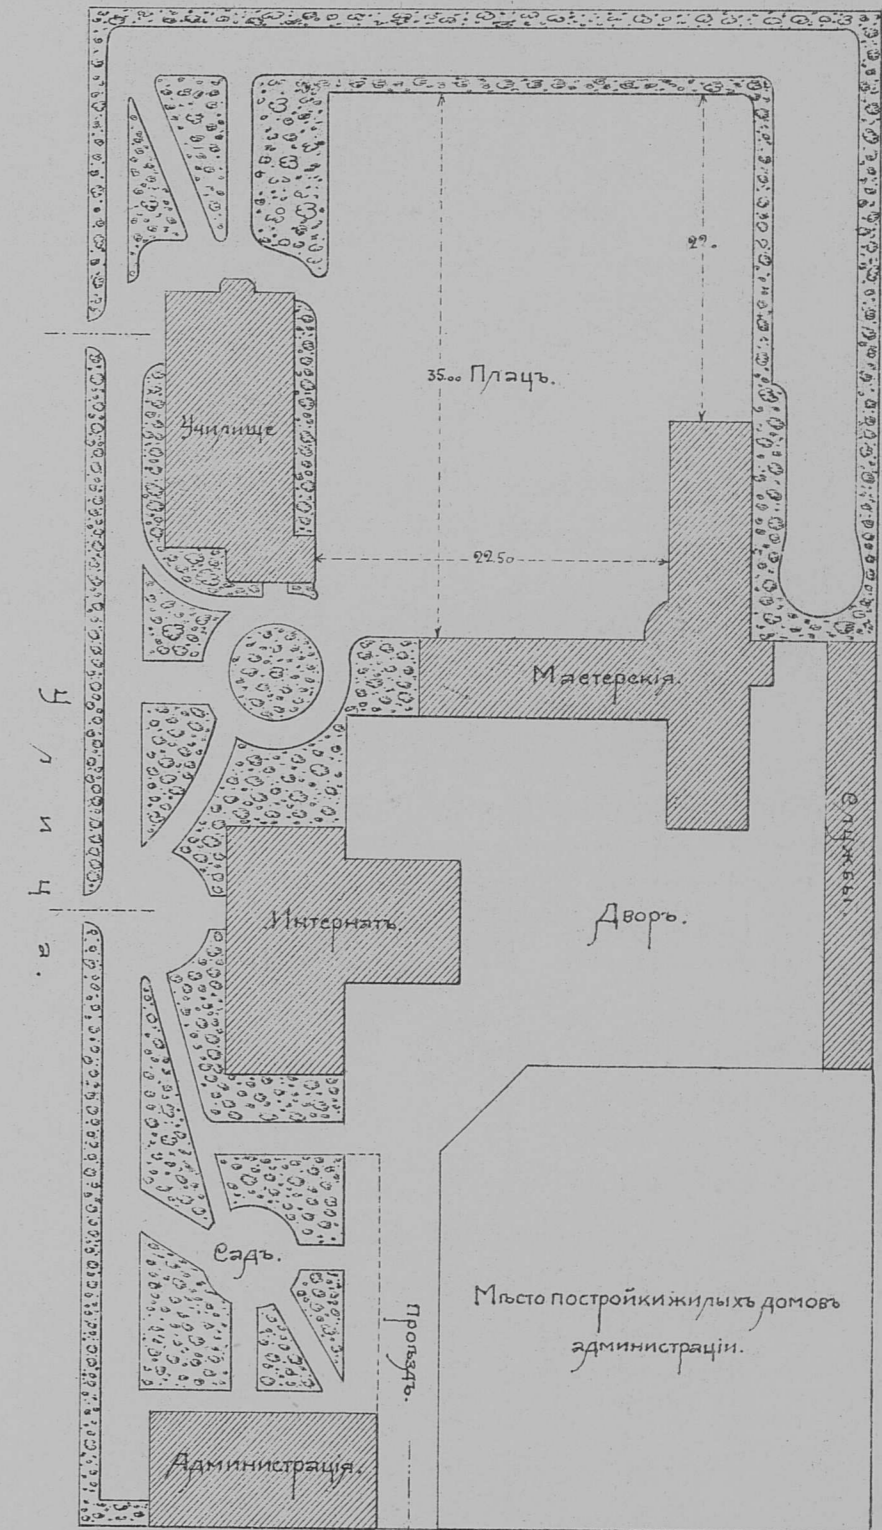 22.
35.00 Плацъ.
Училище
22.50
Мастерскія.
Улица.
Службы.
Интернатъ.
Дворъ.
Садъ.
Проѣздъ.
Мѣсто постройки жилыхъ домовъ
администраціи.
Администрація.